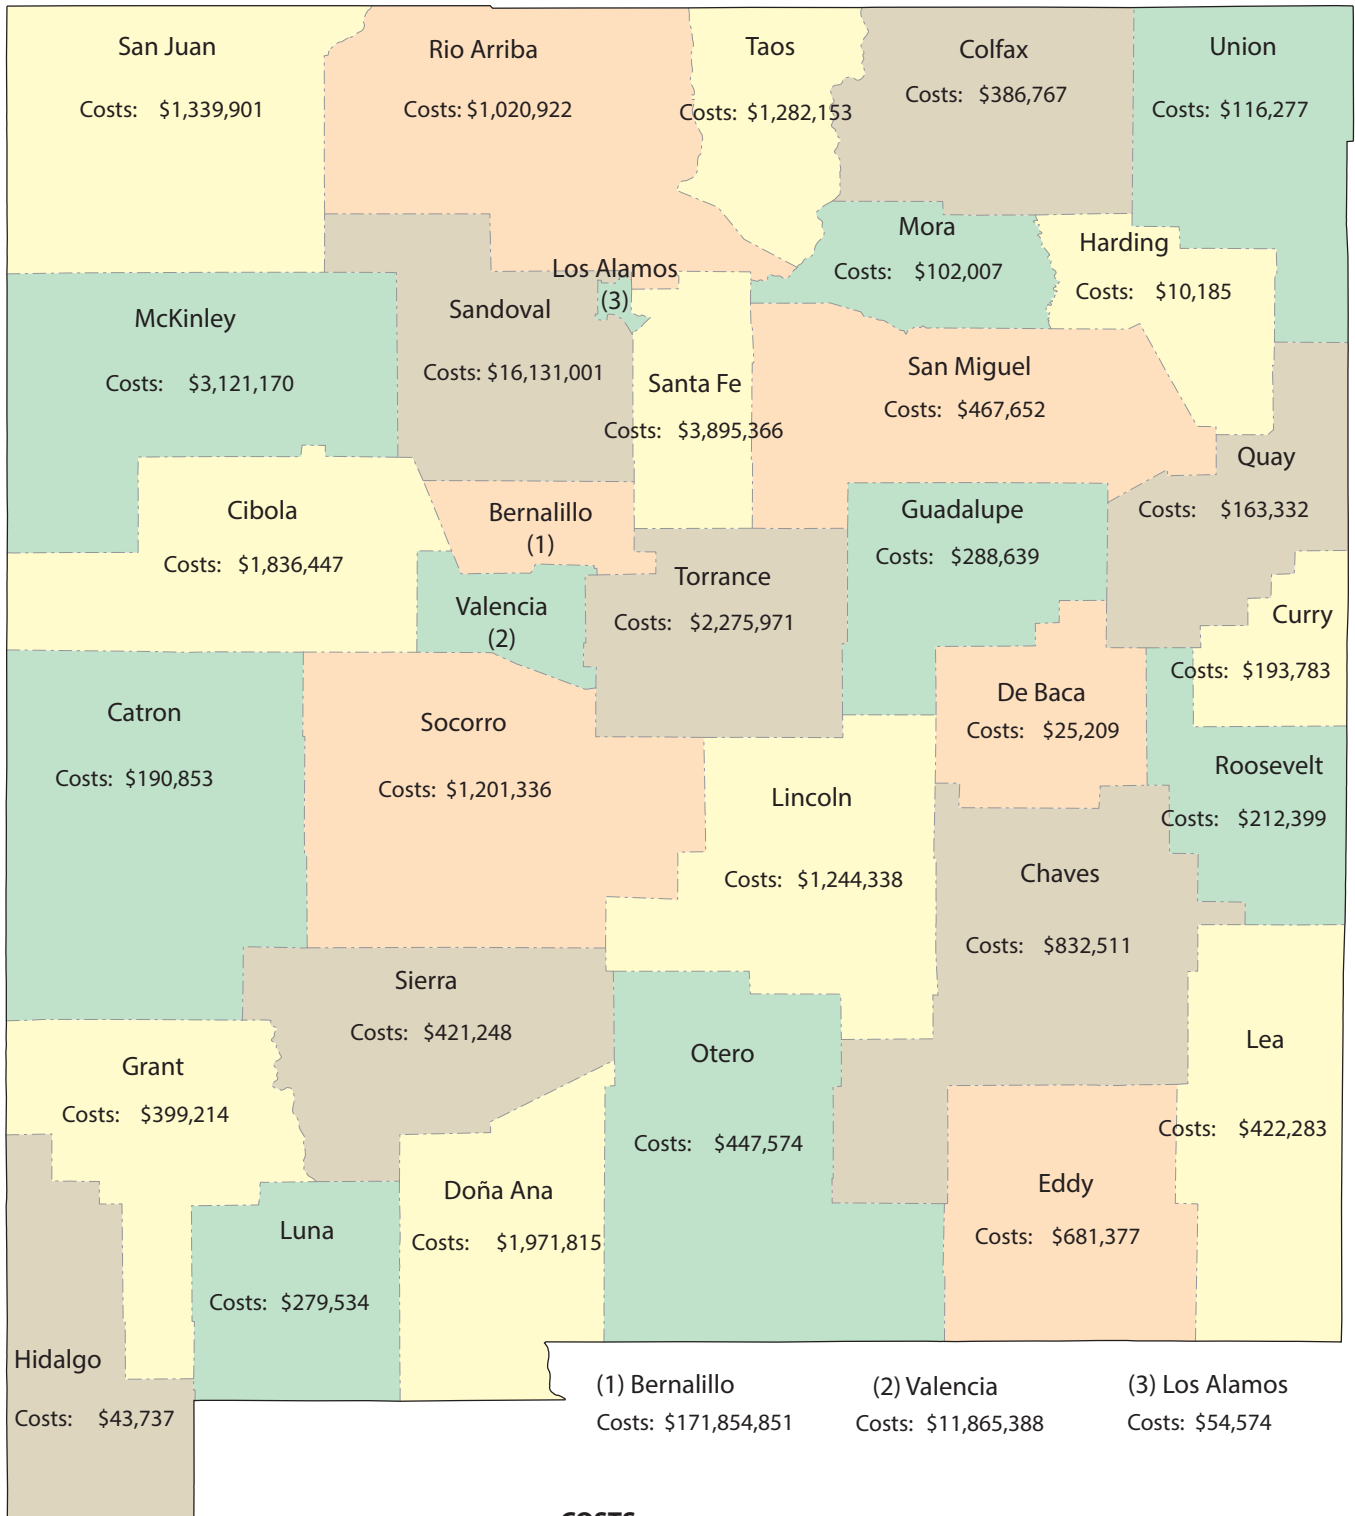 San Juan
Costs: $1,339,901
Rio Arriba
Costs: $1,020,922
Taos
Costs: $1,282,153
Colfax
Costs: $386,767
Union
Costs: $116,277
Mora
Costs: $102,007
Harding
Costs: $10,185
Los Alamos
(3)
McKinley
Costs: $3,121,170
Sandoval
Costs: $16,131,001
Santa Fe
Costs: $3,895,366
San Miguel
Costs: $467,652
Quay
Costs: $163,332
Cibola
Costs: $1,836,447
Bernalillo
(1)
Guadalupe
Costs: $288,639
Torrance
Costs: $2,275,971
Valencia
(2)
Curry
Costs: $193,783
De Baca
Costs: $25,209
Catron
Costs: $190,853
Socorro
Costs: $1,201,336
Roosevelt
Costs: $212,399
Lincoln
Costs: $1,244,338
Chaves
Costs: $832,511
Sierra
Costs: $421,248
Grant
Costs: $399,214
Otero
Costs: $447,574
Lea
Costs: $422,283
Doña Ana
Costs: $1,971,815
Eddy
Costs: $681,377
Luna
Costs: $279,534
Hidalgo
Costs: $43,737
(1) Bernalillo
Costs: $171,854,851
(2) Valencia
Costs: $11,865,388
(3) Los Alamos
Costs: $54,574
COSTS